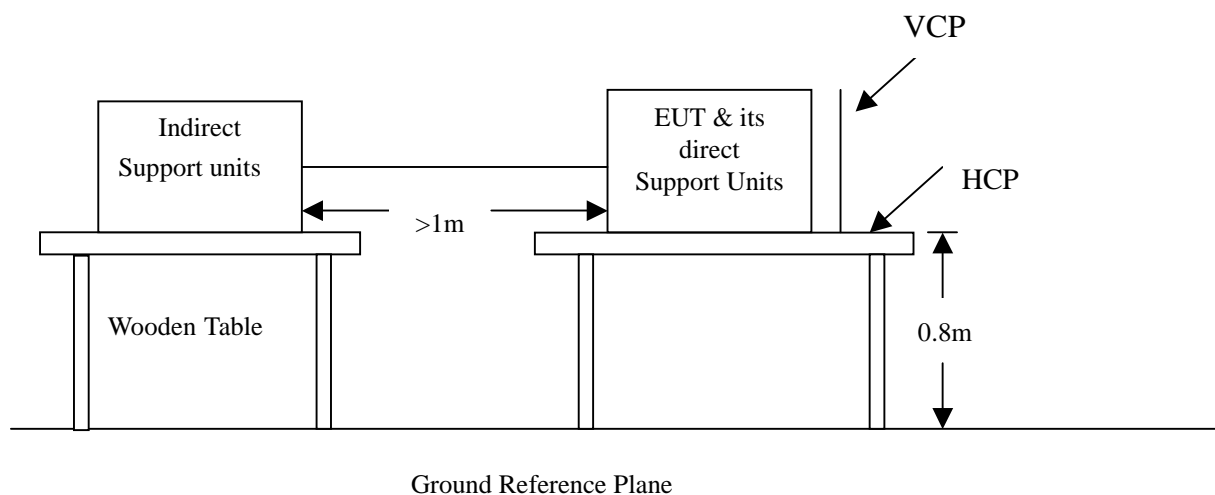 VCP
Indirect
Support units
EUT & its
direct
Support Units
HCP
>1m
Wooden Table
0.8m
Ground Reference Plane